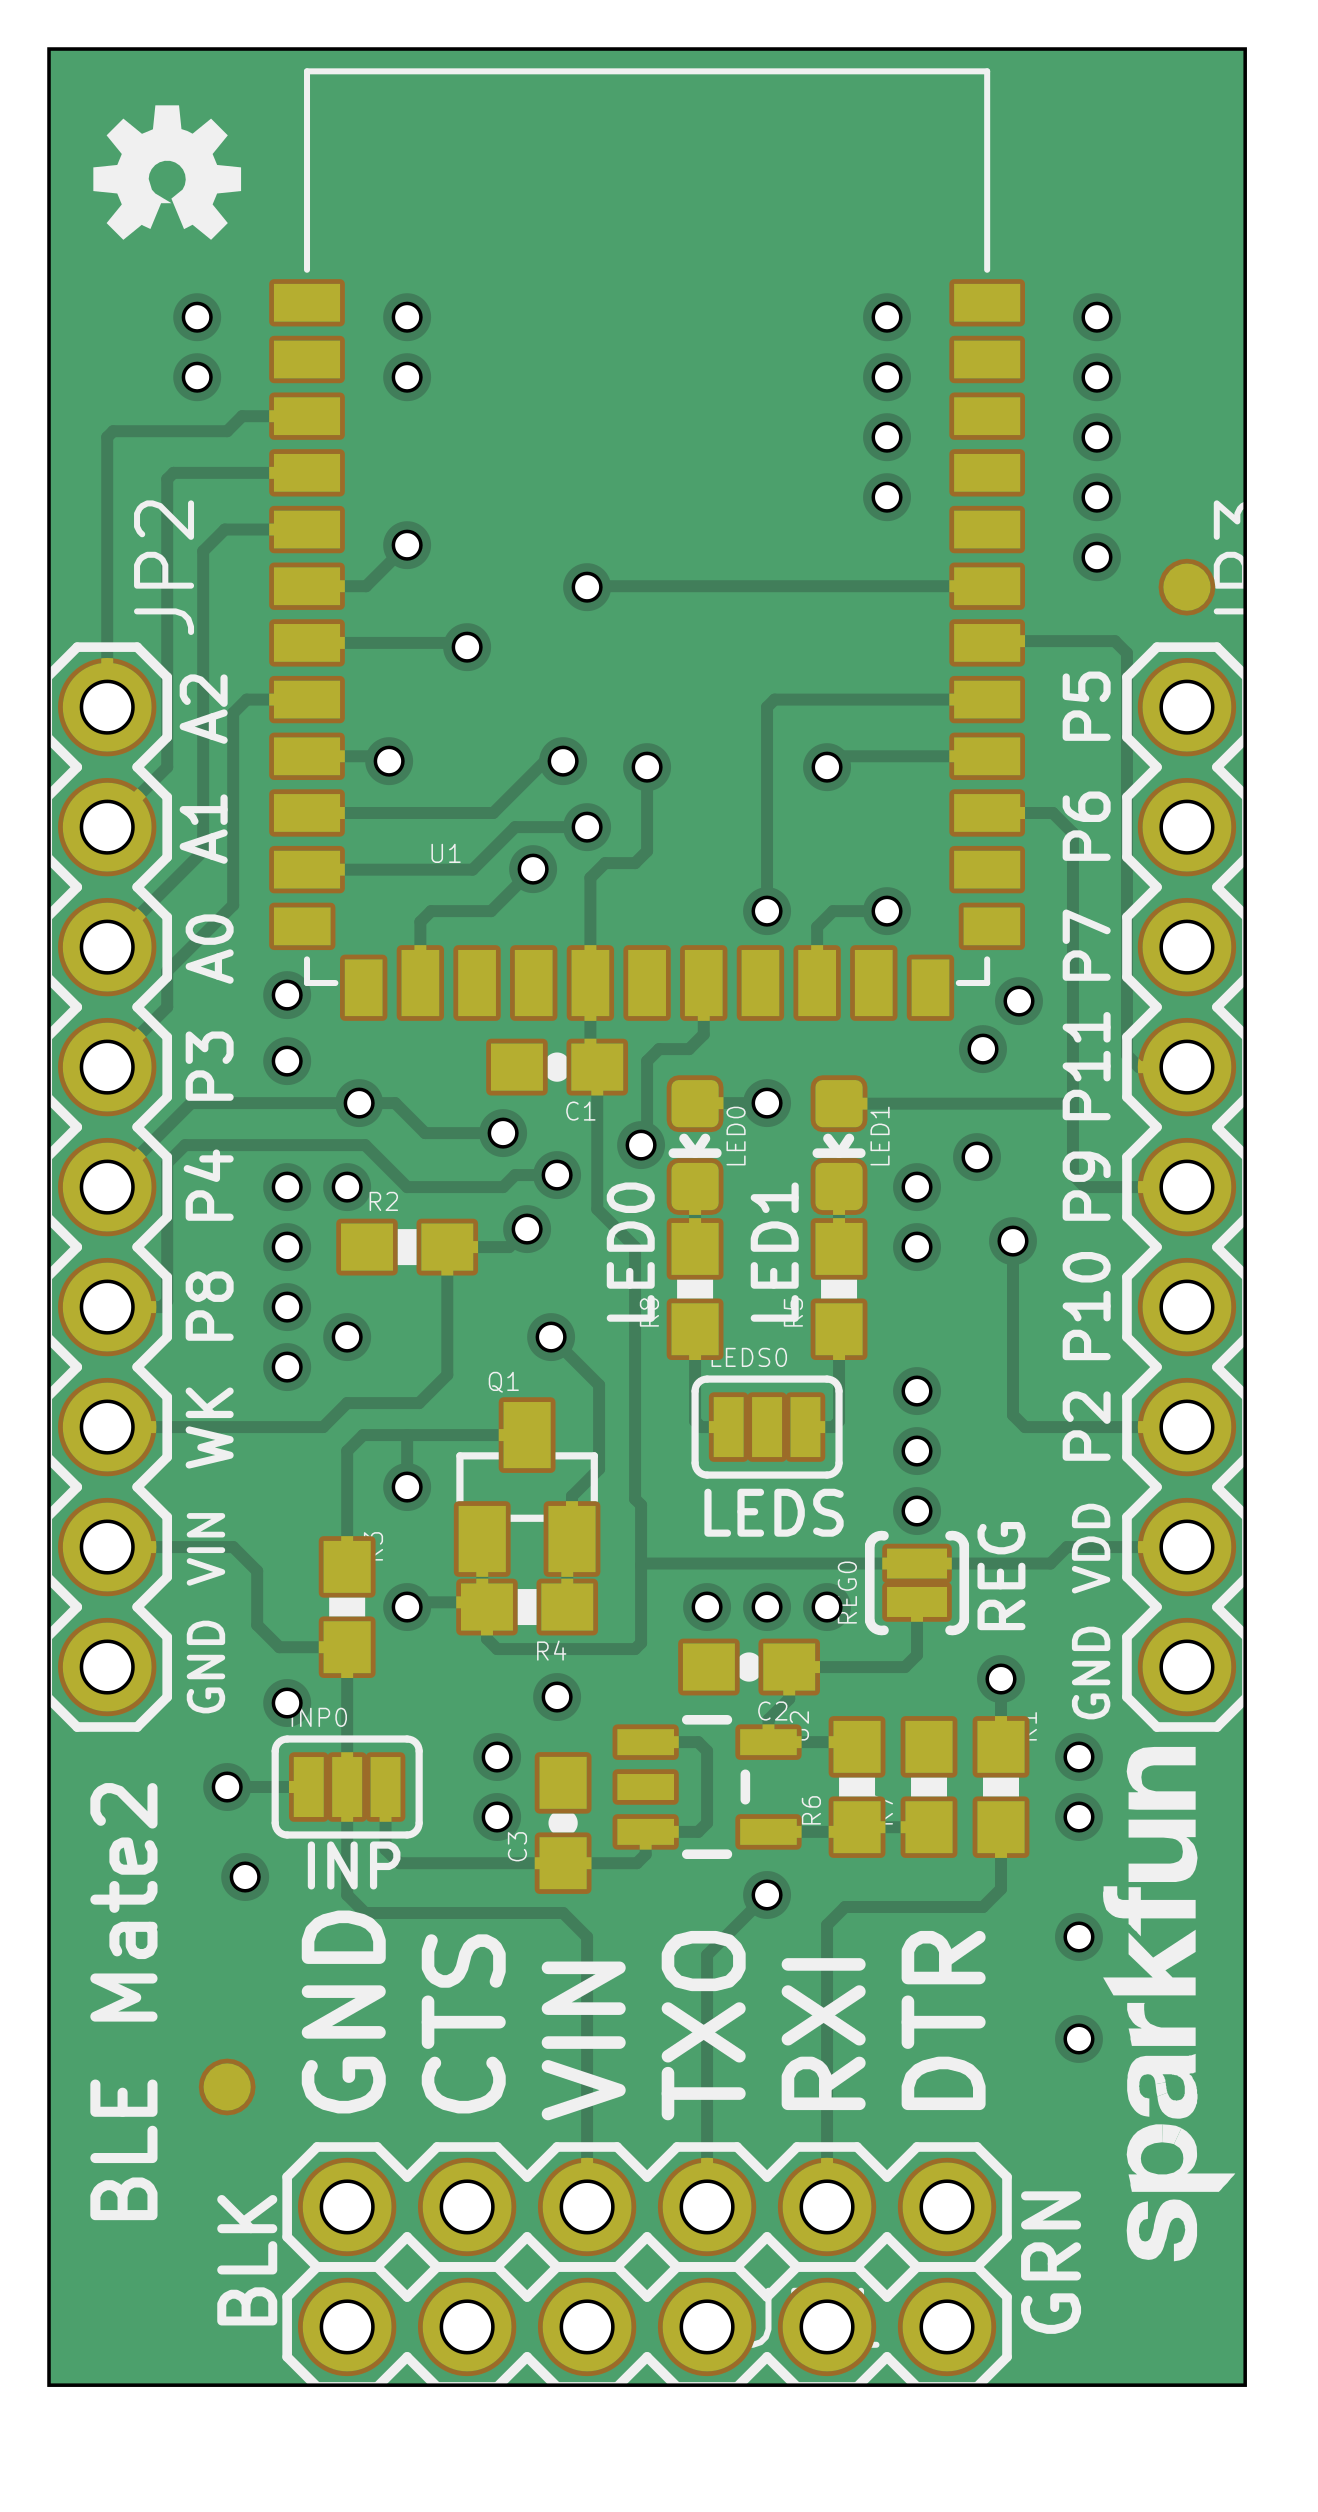 JP2
A2
A1
A0
P3
P4
P8
WK
VIN
GND
P5
P6
P7
P11
P9
P10
P2
VDD
GND
U1
C1
LED0
LED1
R2
LED0
LED1
LEDS0
Q1
LEDS
REG
REG0
R4
C2
INP0
R6
C3
INP
GND
CTS
VIN
TXO
RXI
DTR
BLE Mate2
sparkfun
BLK
GRN